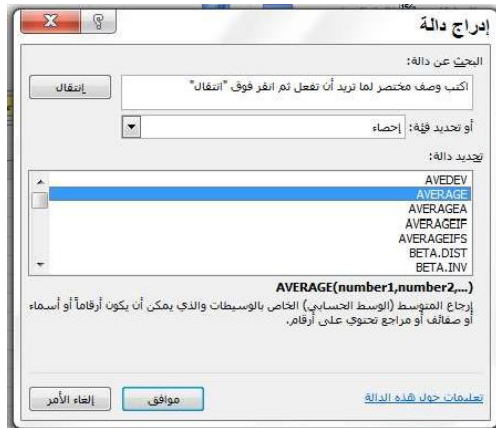 إدراج دالة
البحث عن دالة:
اكتب وصف مختصر لما تريد أن تفعل ثم انقر فوق "انتقال"
إنتقال
أو تحديد فئة: إحصاء
تحديد دالة:
AVEDEV
AVERAGE
AVERAGEA
AVERAGEIF
AVERAGEIFS
BETA.DIST
BETA.INV
AVERAGE(number1,number2,...)
إرجاع المتوسط (الوسط الحسابي) الخاص بالوسيطات والذي يمكن أن يكون أرقاماً أو أسماء
أو صفائف أو مراجع تحتوي على أرقام.
تعليمات حول هذه الدالة
موافق
إلغاء الأمر